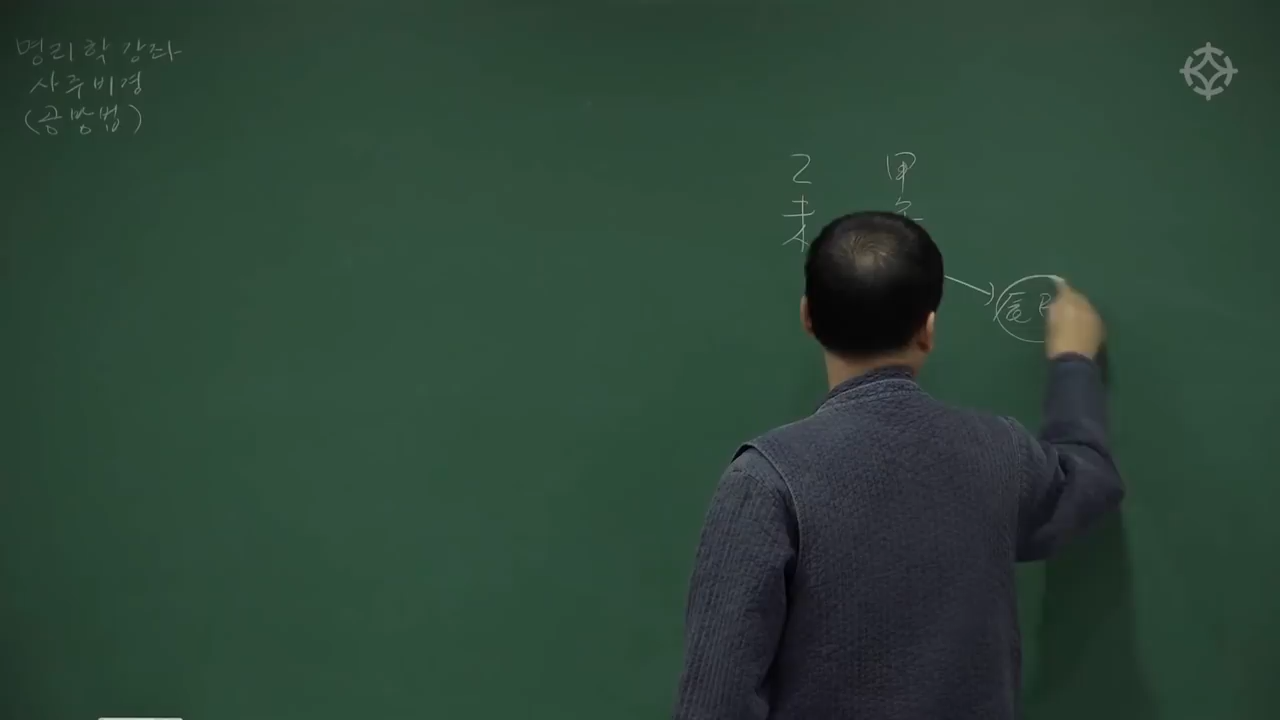 명리학 강좌
사주비경
(공망법)
乙 甲
未